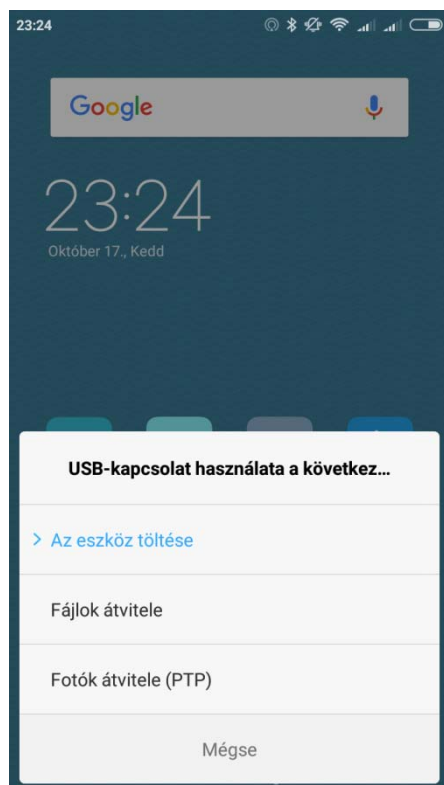 23:24
Google
23:24
Október 17., Kedd
USB-kapcsolat használata a következ...
Az eszköz töltése
Fájlok átvitele
Fotók átvitele (PTP)
Mégse